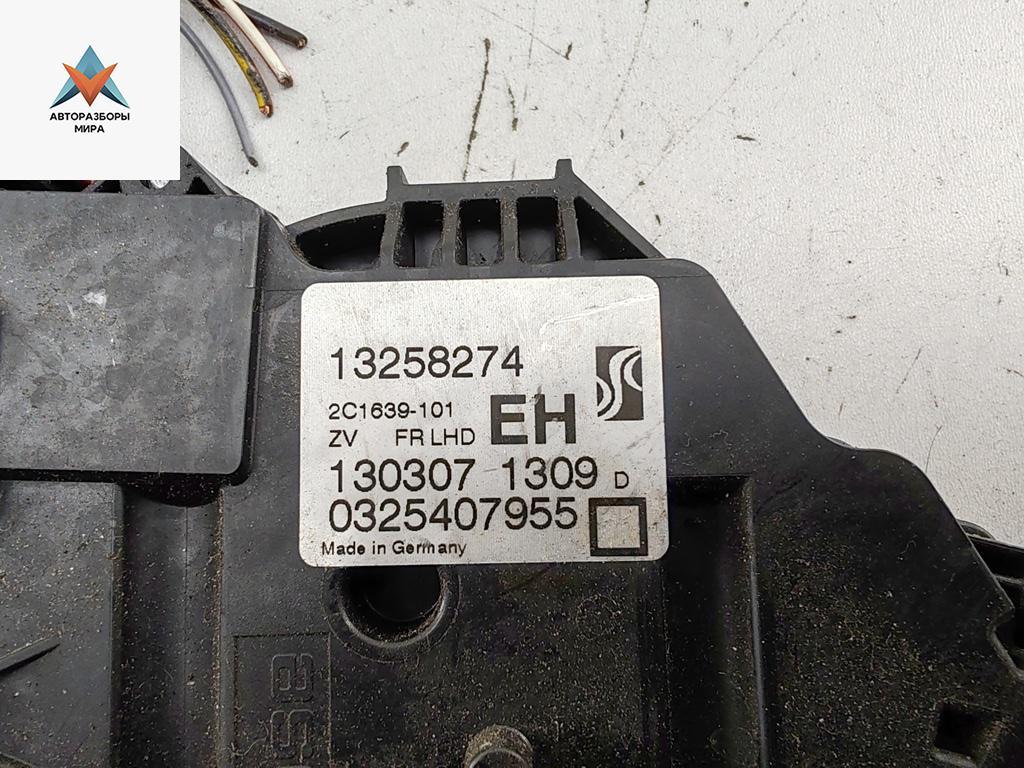 АВТОРАЗБОРЫ
МИРА
13258274
2C1639-101
ZV FR LHD EH
130307 1309 D
0325407955
Made in Germany